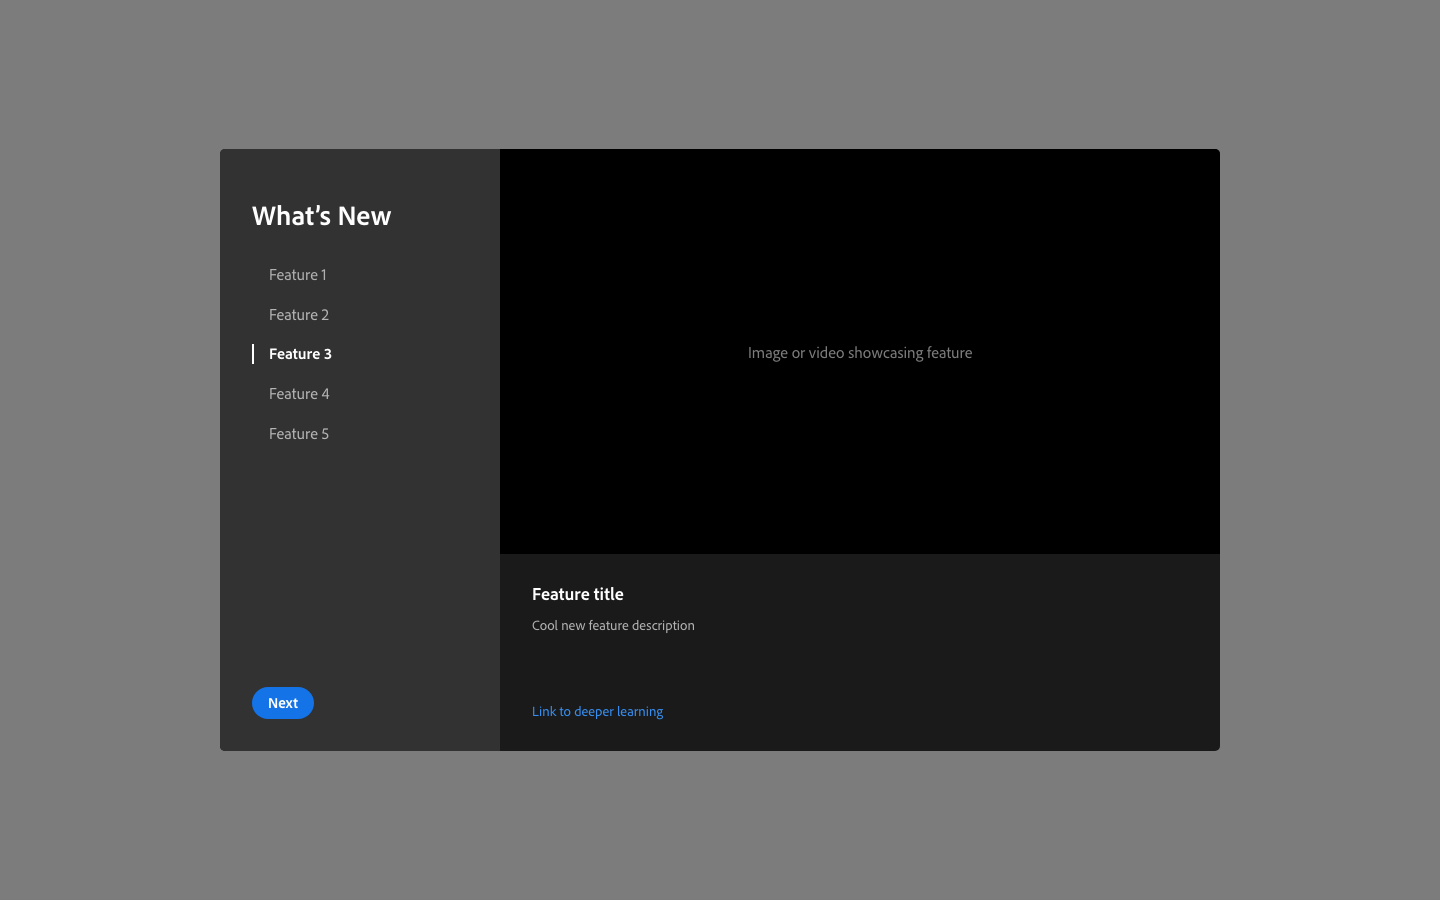 What’s New
Feature 1
Feature 2
Feature 3
Feature 4
Feature 5
Next
Image or video showcasing feature
Feature title
Cool new feature description
Link to deeper learning